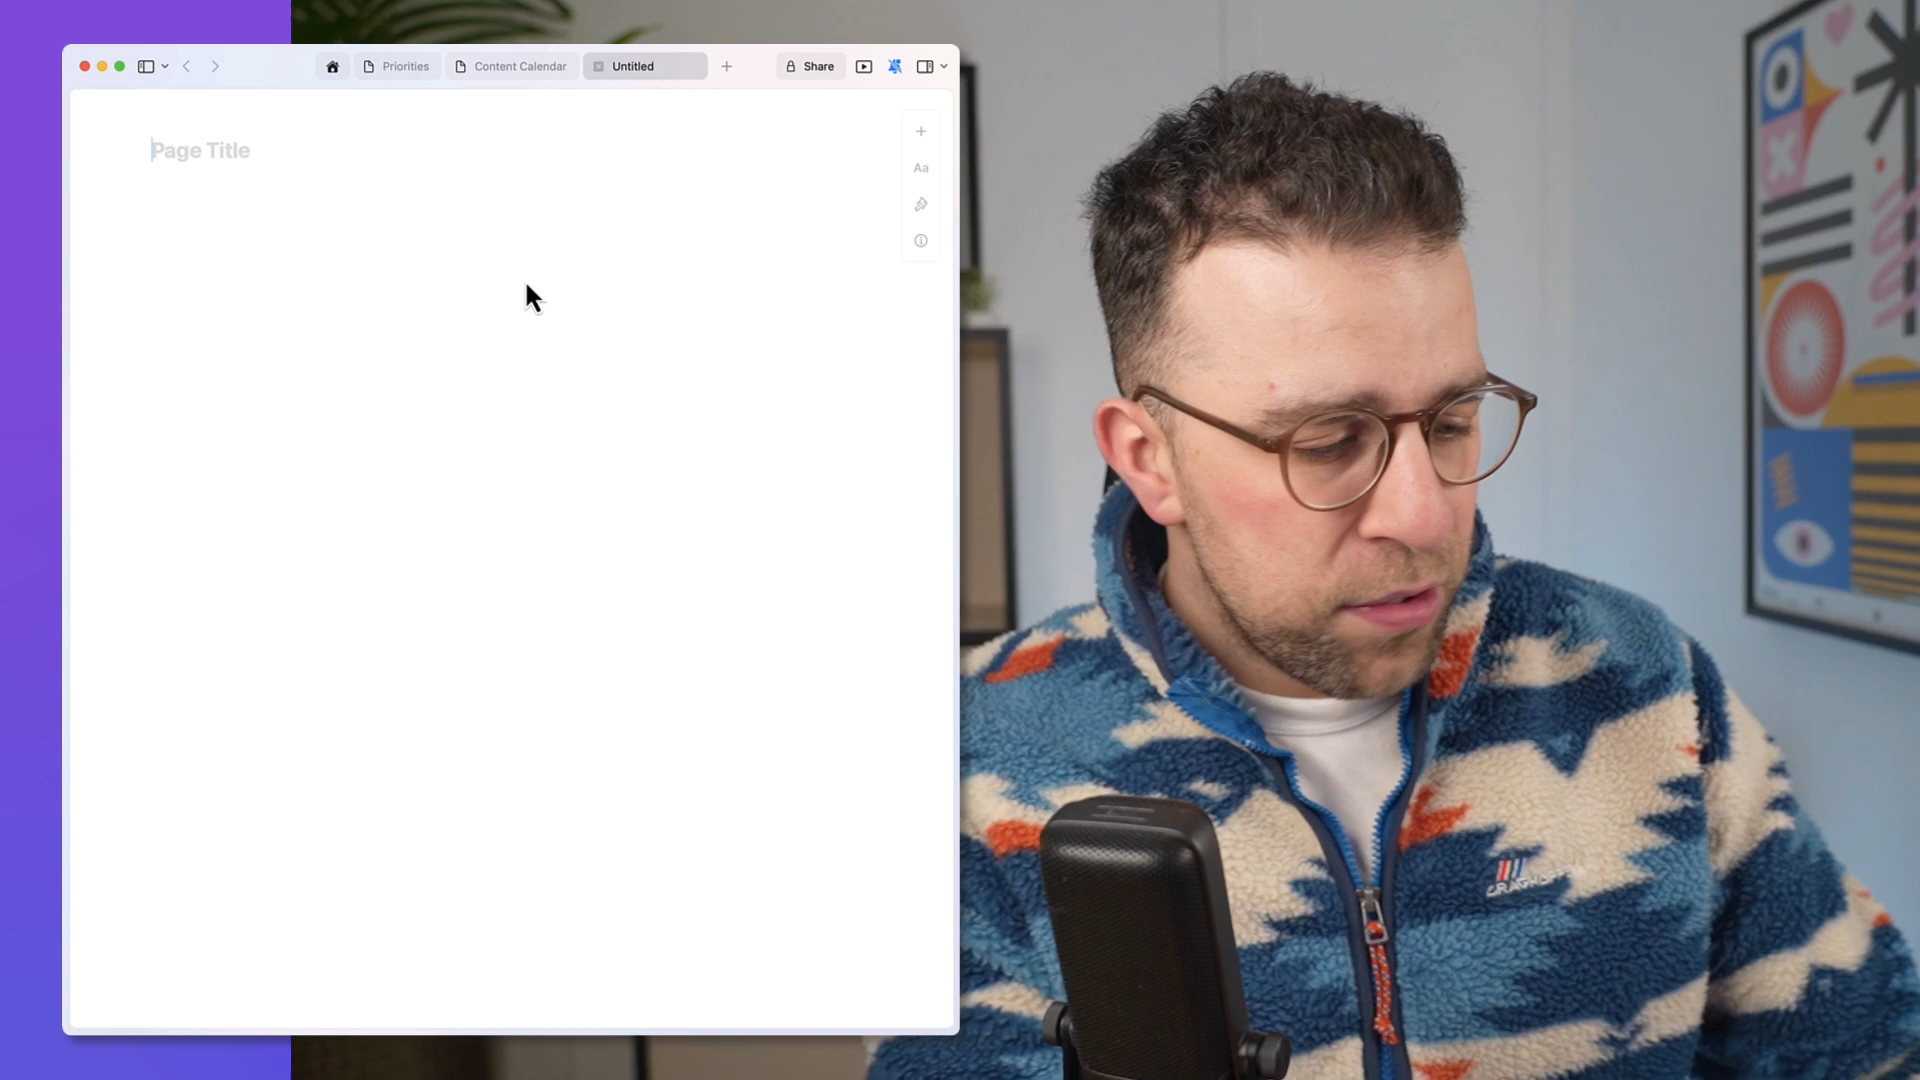 Priorities
Content Calendar
Untitled
Share
Page Title
Aa